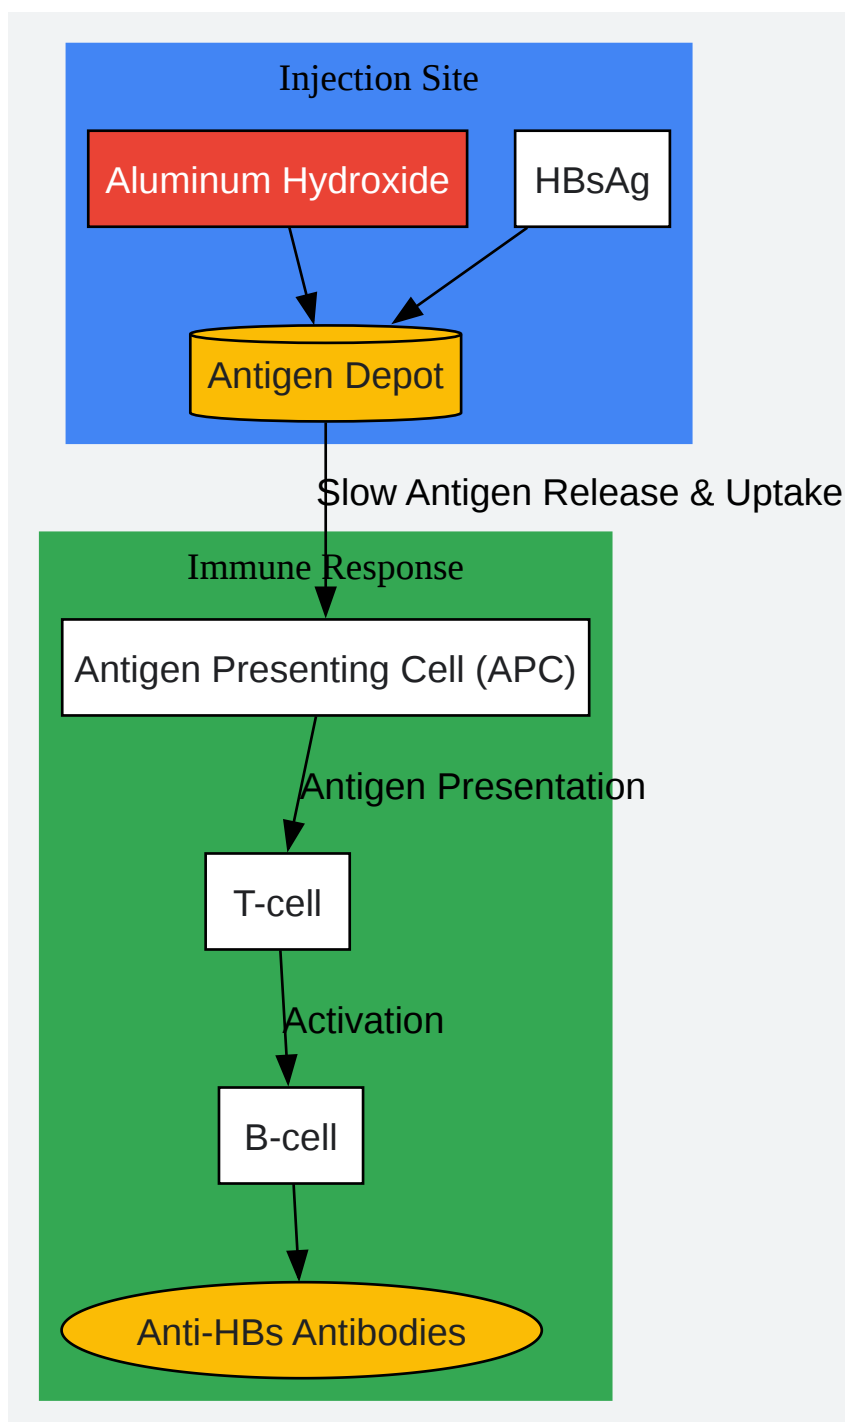 Injection Site
Aluminum Hydroxide
HBsAg
Antigen Depot
Slow Antigen Release & Uptake
Immune Response
Antigen Presenting Cell (APC)
Antigen Presentation
T-cell
Activation
B-cell
Anti-HBs Antibodies